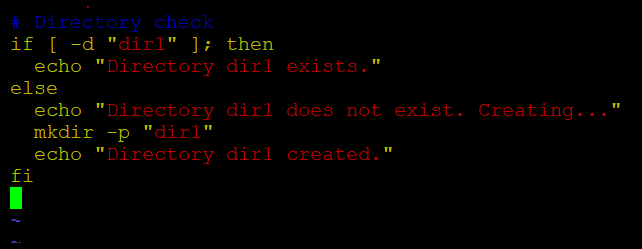 # Directory check
if [ -d "dir1" ]; then
  echo "Directory dir1 exists."
else
  echo "Directory dir1 does not exist. Creating..."
  mkdir -p "dir1"
  echo "Directory dir1 created."
fi
~
~